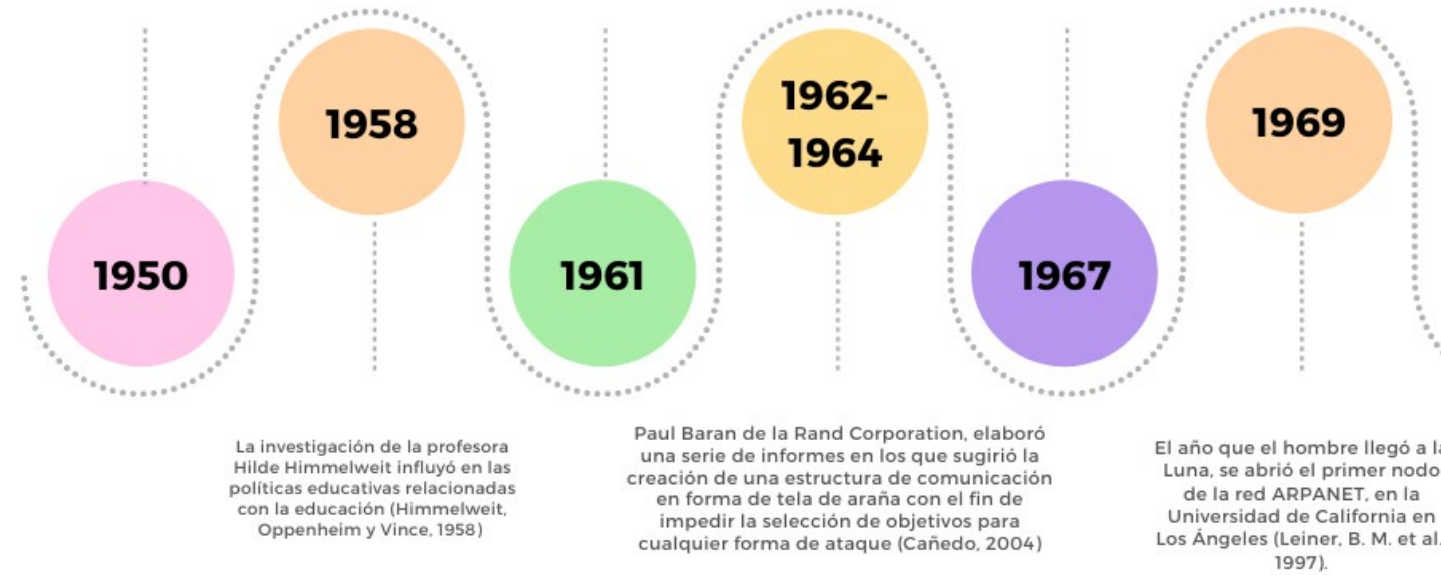 1950
1958
1961
1962-
1964
1967
1969
La investigación de la profesora
Hilde Himmelweit influyó en las
políticas educativas relacionadas
con la educación (Himmelweit,
Oppenheim y Vince, 1958)
Paul Baran de la Rand Corporation, elaboró
una serie de informes en los que sugirió la
creación de una estructura de comunicación
en forma de tela de araña con el fin de
impedir la selección de objetivos para
cualquier forma de ataque (Cañedo, 2004)
El año que el hombre llegó a la
Luna, se abrió el primer nodo
de la red ARPANET, en la
Universidad de California en
Los Ángeles (Leiner, B. M. et al.
1997).